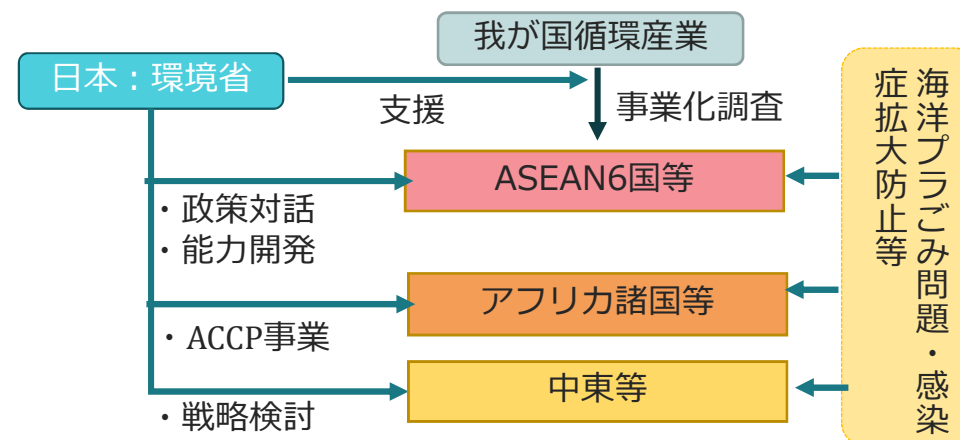 我が国循環産業
日本：環境省
支援
事業化調査
ASEAN6国等
・政策対話
・能力開発
アフリカ諸国等
・ACCP事業
中東等
・戦略検討
海洋プラごみ問題・感染
症拡大防止等